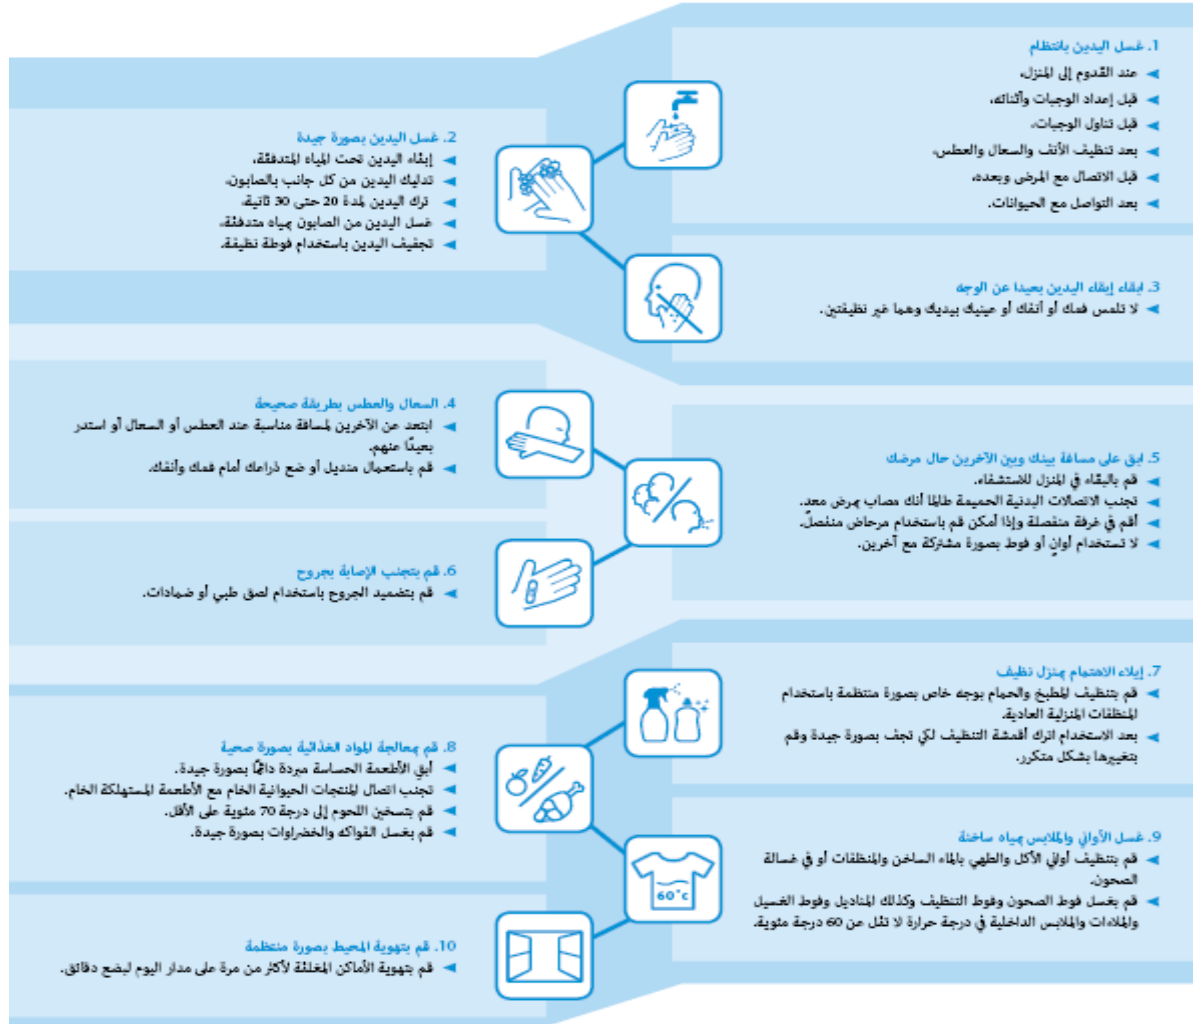 1. غسل اليدين بانتظام
◄ عند القدوم إلى المنزل،
◄ قبل إعداد الوجبات وأثنائه،
◄ قبل تناول الوجبات،
◄ بعد تنظيف الأنف والسعال والعطس،
◄ قبل الاتصال مع المرضى وبعده،
◄ بعد التواصل مع الحيوانات.
2. غسل اليدين بصورة جيدة
◄ إبقاء اليدين تحت المياه المتدفقة،
◄ تدليك اليدين من كل جانب بالصابون،
◄ ترك اليدين لمدة 20 حتى 30 ثانية،
◄ غسل اليدين من الصابون بمياه متدفقة،
◄ تجفيف اليدين باستخدام فوطة نظيفة.
3. ابقاء إبقاء اليدين بعيدا عن الوجه
◄ لا تلمس فمك أو أنفك أو عينيك بيديك وهما غير نظيفتين.
4. السعال والعطس بطريقة صحيحة
◄ ابتعد عن الآخرين لمسافة مناسبة عند العطس أو السعال أو استدر
بعيدًا عنهم.
◄ قم باستعمال منديل أو ضع ذراعك أمام فمك وأنفك.
5. ابق على مسافة بينك وبين الآخرين حال مرضك
◄ قم بالبقاء في المنزل للاستشفاء.
◄ تجنب الاتصالات البدنية الحميمة طالما أنك مصاب بمرض معد.
◄ أقم في غرفة منفصلة وإذا أمكن قم باستخدام مرحاض منفصل.
◄ لا تستخدام أوانٍ أو فوط بصورة مشتركة مع آخرين.
6. قم بتجنب الإصابة بجروح
◄ قم بتضميد الجروح باستخدام لصق طبي أو ضمادات.
7. إيلاء الاهتمام بمنزل نظيف
◄ قم بتنظيف المطبخ والحمام بوجه خاص بصورة منتظمة باستخدام
المنظفات المنزلية العادية.
◄ بعد الاستخدام اترك أقمشة التنظيف لكي تجف بصورة جيدة وقم
بتغييرها بشكل متكرر.
8. قم بمعالجة المواد الغذائية بصورة صحية
◄ أبق الأطعمة الحساسة مبردة دائمًا بصورة جيدة.
◄ تجنب اتصال المنتجات الحيوانية الخام مع الأطعمة المستهلكة الخام.
◄ قم بتسخين اللحوم إلى درجة 70 مئوية على الأقل.
◄ قم بغسل الفواكه والخضراوات بصورة جيدة.
9. غسل الأواني والملابس بمياه ساخنة
◄ قم بتنظيف أواني الأكل والطهي بالماء الساخن والمنظفات أو في غسالة
الصحون.
◄ قم بغسل فوط الصحون وفوط التنظيف وكذلك المناديل وفوط الغسيل
والملاءات والملابس الداخلية في درجة حرارة لا تقل عن 60 درجة مئوية.
60°c
10. قم بتهوية المحيط بصورة منتظمة
◄ قم بتهوية الأماكن المغلقة لأكثر من مرة على مدار اليوم لبضع دقائق.